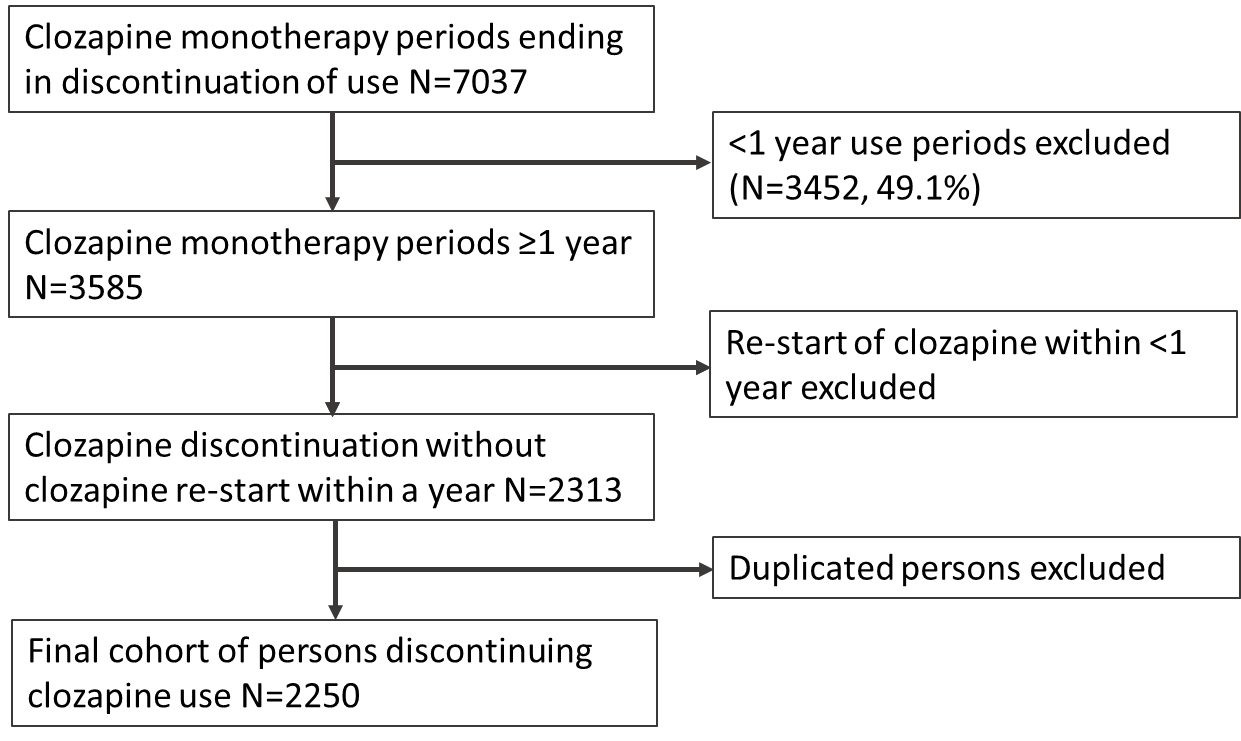 Clozapine monotherapy periods ending
in discontinuation of use N=7037
<1 year use periods excluded
(N=3452, 49.1%)
Clozapine monotherapy periods ≥1 year
N=3585
Re-start of clozapine within <1
year excluded
Clozapine discontinuation without
clozapine re-start within a year N=2313
Duplicated persons excluded
Final cohort of persons discontinuing
clozapine use N=2250